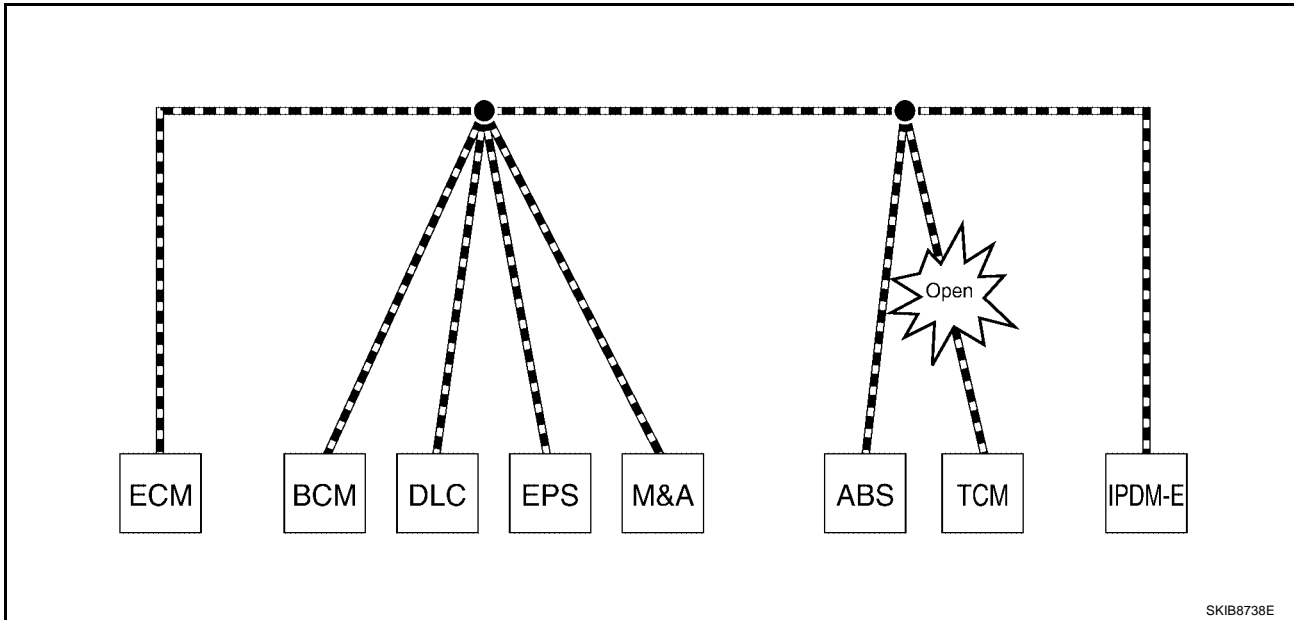 Open
ECM
BCM
DLC
EPS
M&A
ABS
TCM
IPDM-E
SKIB8738E